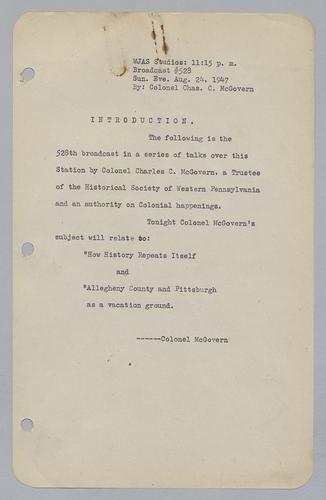 WJAS Studios: 11:15 p. m.
Broadcast #528
Sun. Eve. Aug. 24, 1947
By: Colonel Chas. C. McGovern
I N T R O D U C T I O N .
The following is the
528th broadcast in a series of talks over this
Station by Colonel Charles C. McGovern, a Trustee
of the Historical Society of Western Pennsylvania
and an authority on Colonial happenings.
Tonight Colonel McGovern's
subject will relate to:
"How History Repeats Itself
and
"Allegheny County and Pittsburgh
as a vacation ground.
------Colonel McGovern